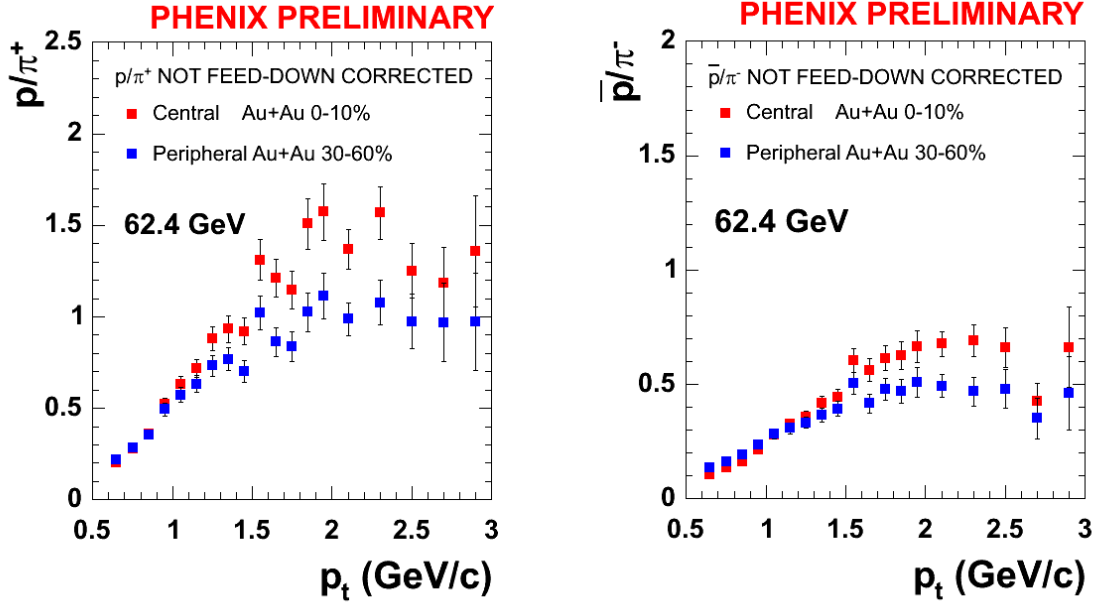 PHENIX PRELIMINARY
p/π⁺
2.5
2
1.5
1
0.5
0
p/π⁺ NOT FEED-DOWN CORRECTED
Central Au+Au 0-10%
Peripheral Au+Au 30-60%
62.4 GeV
0.5 1 1.5 2 2.5 3
pₜ (GeV/c)
PHENIX PRELIMINARY
p̅/π⁻
2
1.5
1
0.5
0
p̅/π⁻ NOT FEED-DOWN CORRECTED
Central Au+Au 0-10%
Peripheral Au+Au 30-60%
62.4 GeV
0.5 1 1.5 2 2.5 3
pₜ (GeV/c)